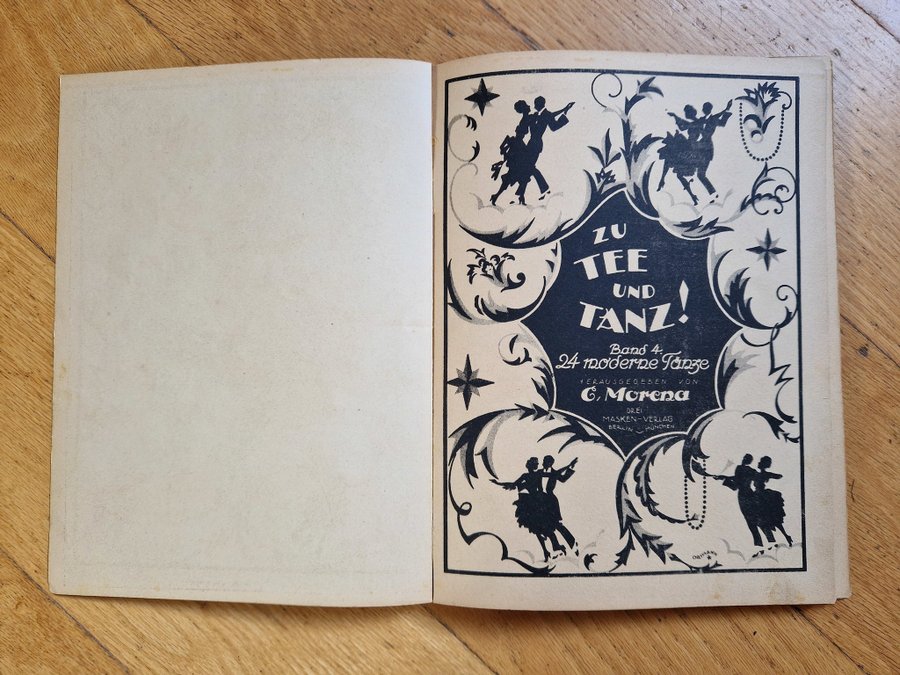 ZU
TEE
UND
TANZ!
Band 4.
24 moderne Tänze
HERAUSGEGEBEN VON
C. Morena
DREI
MASKEN-VERLAG
BERLIN - MÜNCHEN